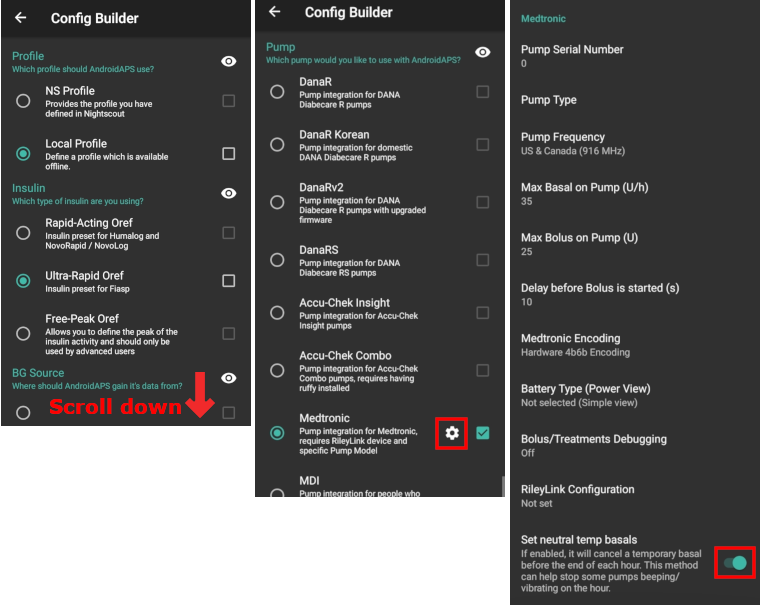 Config Builder
Profile
Which profile should AndroidAPS use?
NS Profile
Provides the profile you have
defined in Nightscout
Local Profile
Define a profile which is available
offline.
Insulin
Which type of insulin are you using?
Rapid-Acting Oref
Insulin preset for Humalog and
NovoRapid / NovoLog
Ultra-Rapid Oref
Insulin preset for Fiasp
Free-Peak Oref
Allows you to define the peak of the
insulin activity and should only be
used by advanced users
BG Source
Where should AndroidAPS gain it's data from?
Scroll down
Config Builder
Pump
Which pump would you like to use with AndroidAPS?
DanaR
Pump integration for DANA
Diabecare R pumps
DanaR Korean
Pump integration for domestic
DANA Diabecare R pumps
DanaRv2
Pump integration for DANA
Diabecare R pumps with upgraded
firmware
DanaRS
Pump integration for DANA
Diabecare RS pumps
Accu-Chek Insight
Pump integration for Accu-Chek
Insight pumps
Accu-Chek Combo
Pump integration for Accu-Chek
Combo pumps, requires having
ruffy installed
Medtronic
Pump integration for Medtronic,
requires RileyLink device and
specific Pump Model
MDI
Pump integration for people who
Medtronic
Pump Serial Number
0
Pump Type
Pump Frequency
US & Canada (916 MHz)
Max Basal on Pump (U/h)
35
Max Bolus on Pump (U)
25
Delay before Bolus is started (s)
10
Medtronic Encoding
Hardware 4b6b Encoding
Battery Type (Power View)
Not selected (Simple view)
Bolus/Treatments Debugging
Off
RileyLink Configuration
Not set
Set neutral temp basals
If enabled, it will cancel a temporary basal
before the end of each hour. This method
can help stop some pumps beeping/
vibrating on the hour.